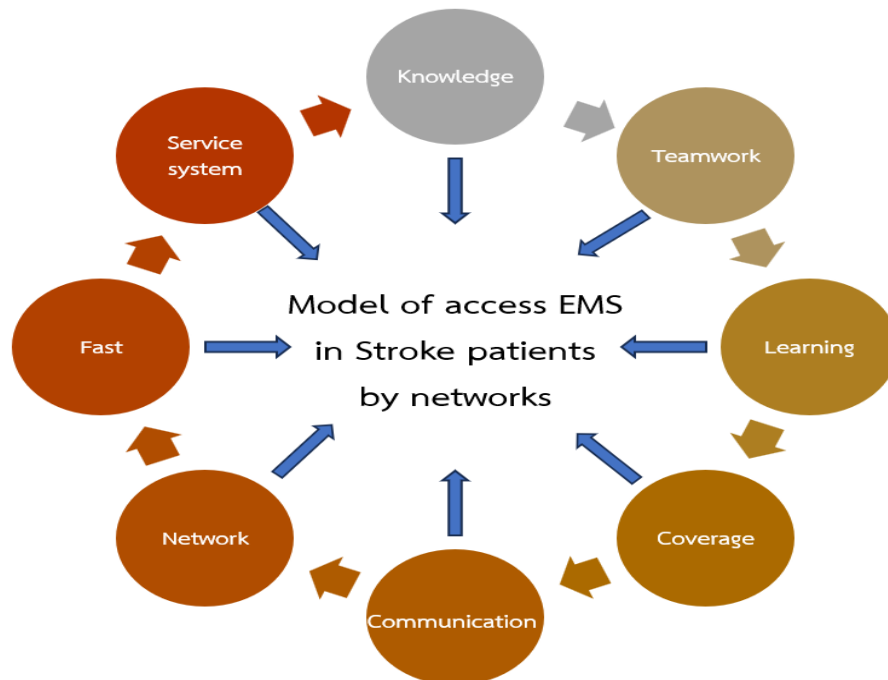 Knowledge
Teamwork
Learning
Coverage
Communication
Network
Fast
Service
system
Model of access EMS
in Stroke patients
by networks